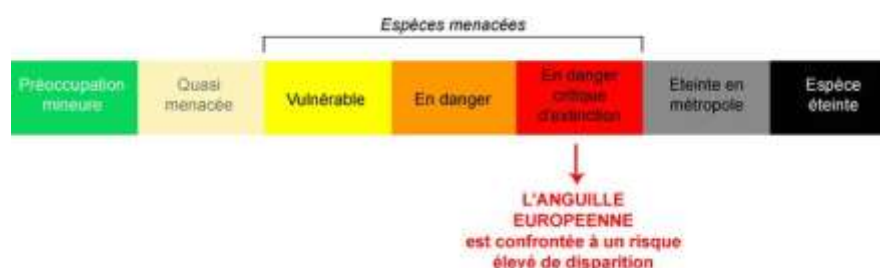 Espèces menacées
Préoccupation
mineure
Quasi
menacée
Vulnérable
En danger
En danger
critique
d'extinction
Eteinte en
métropole
Espèce
éteinte
L'ANGUILLE
EUROPEENNE
est confrontée à un risque
élevé de disparition